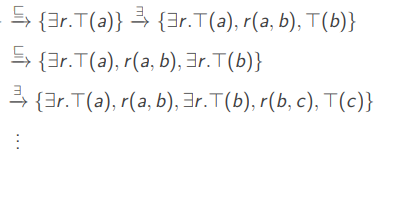 ⊑→ {∃r.⊤(a)} ∃→ {∃r.⊤(a), r(a, b), ⊤(b)}
⊑→ {∃r.⊤(a), r(a, b), ∃r.⊤(b)}
∃→ {∃r.⊤(a), r(a, b), ∃r.⊤(b), r(b, c), ⊤(c)}
⋮